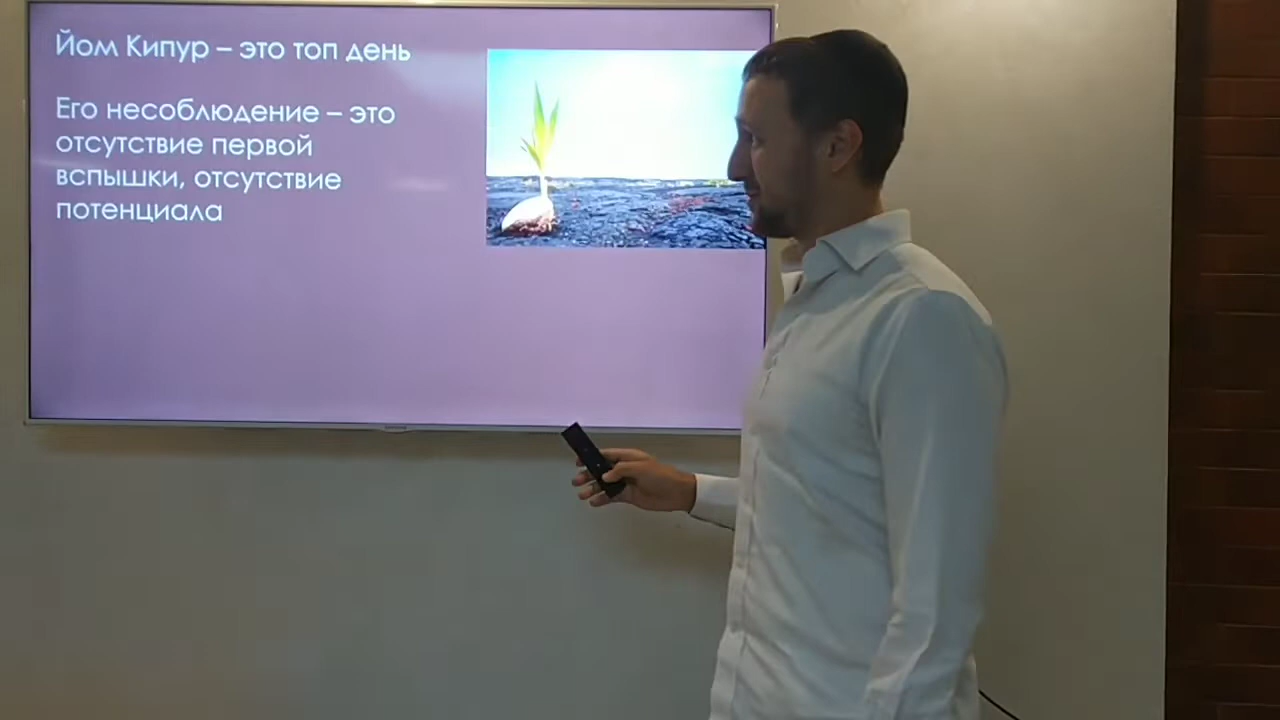 Йом Кипур – это топ день
Его несоблюдение – это
отсутствие первой
вспышки, отсутствие
потенциала